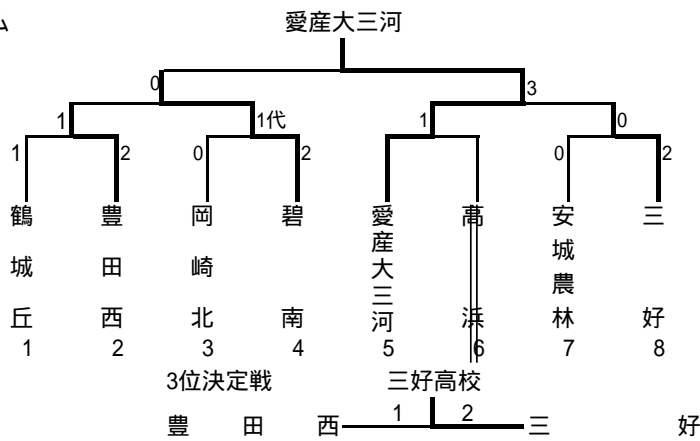 ム
愛産大三河
0 3
1 1代 1 0
1 2 0 2 0 2
鶴城丘 豊田西 岡崎北 碧南 愛産大三河 高浜 安城農林 三好
1 2 3 4 5 6 7 8
3位決定戦 三好高校
豊田西 1 2 三好